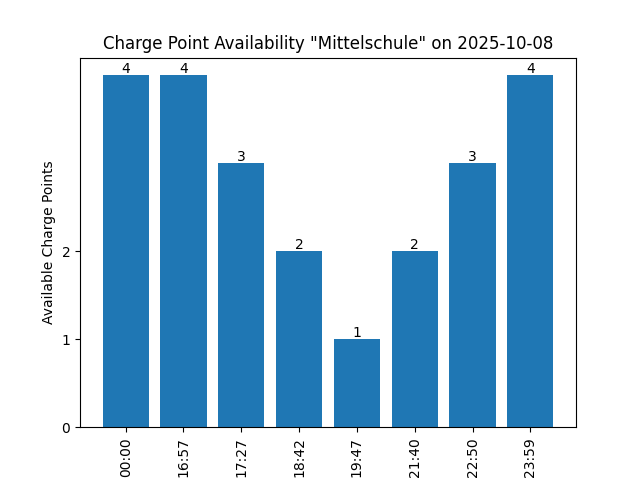 Charge Point Availability "Mittelschule" on 2025-10-08
4 4 3 2 1 2 3 4
Available Charge Points
2
1
0
00:00 16:57 17:27 18:42 19:47 21:40 22:50 23:59